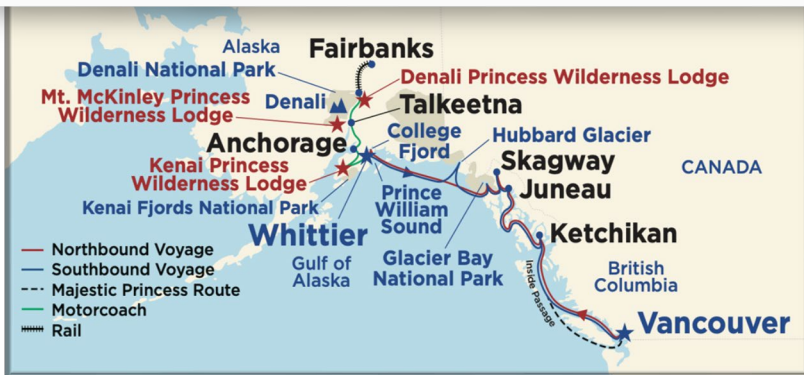 Alaska
Fairbanks
Denali National Park
Denali Princess Wilderness Lodge
Mt. McKinley Princess
Wilderness Lodge
Denali
Talkeetna
Anchorage
College
Fjord
Hubbard Glacier
Kenai Princess
Wilderness Lodge
Skagway
CANADA
Juneau
Kenai Fjords National Park
Prince
William
Sound
Whittier
Ketchikan
Glacier Bay
National Park
Gulf of
Alaska
British
Columbia
Inside Passage
Vancouver
Northbound Voyage
Southbound Voyage
Majestic Princess Route
Motorcoach
Rail